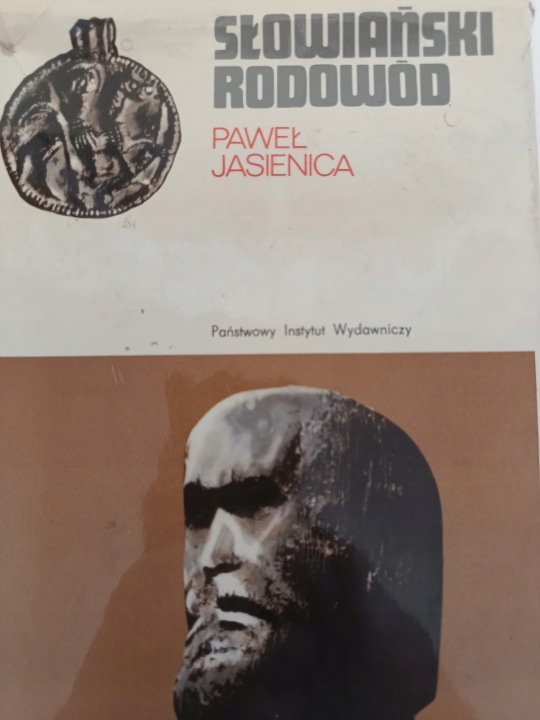 SŁOWIAŃSKI
RODOWÓD
PAWEŁ
JASIENICA
Państwowy Instytut Wydawniczy